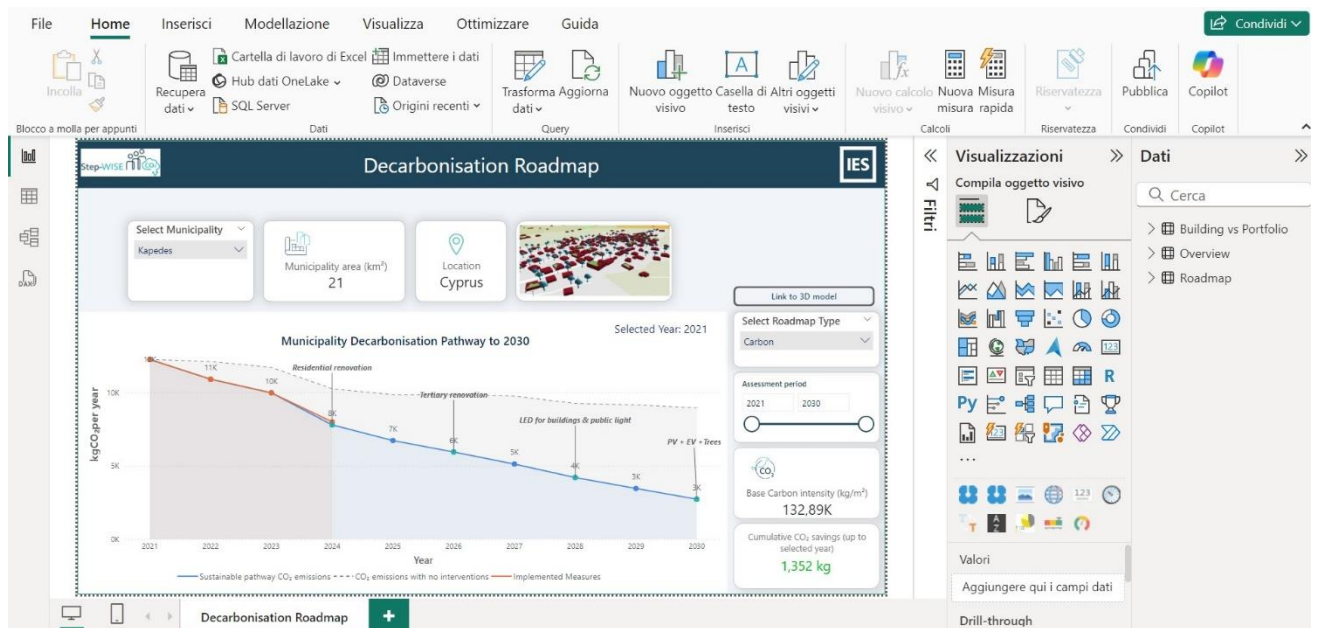 File Home Inserisci Modellazione Visualizza Ottimizzare Guida Condividi
Incolla
Blocco a molla per appunti
Recupera dati
Cartella di lavoro di Excel
Hub dati OneLake
SQL Server
Immettere i dati
Dataverse
Origini recenti
Dati
Trasforma dati
Aggiorna
Query
Nuovo oggetto visivo
Casella di testo
Altri oggetti visivi
Inserisci
Nuovo calcolo visivo
Nuova misura
Misura rapida
Calcoli
Riservatezza
Riservatezza
Pubblica
Condividi
Copilot
Copilot
Step-WISE
CO₂
Decarbonisation Roadmap
IES
Select Municipality
Kapedes
Municipality area (km²)
21
Location
Cyprus
Link to 3D model
Selected Year: 2021
Municipality Decarbonisation Pathway to 2030
Select Roadmap Type
Carbon
Assessment period
2021 2030
CO₂
Base Carbon intensity (kg/m²)
132,89K
Cumulative CO₂ savings (up to
selected year)
1,352 kg
kgCO₂per year
10K
5K
0K
11K
10K
8K
7K
6K
5K
4K
3K
3K
Residential renovation
Tertiary renovation
LED for buildings & public light
PV + EV + Trees
2021 2022 2023 2024 2025 2026 2027 2028 2029 2030
Year
Sustainable pathway CO₂ emissions CO₂ emissions with no interventions Implemented Measures
Decarbonisation Roadmap
+
Filtri
Visualizzazioni
Compila oggetto visivo
123
R
Py
123
...
123
T
T
A
Z
Valori
Aggiungere qui i campi dati
Drill-through
Dati
Cerca
Building vs Portfolio
Overview
Roadmap
DAX